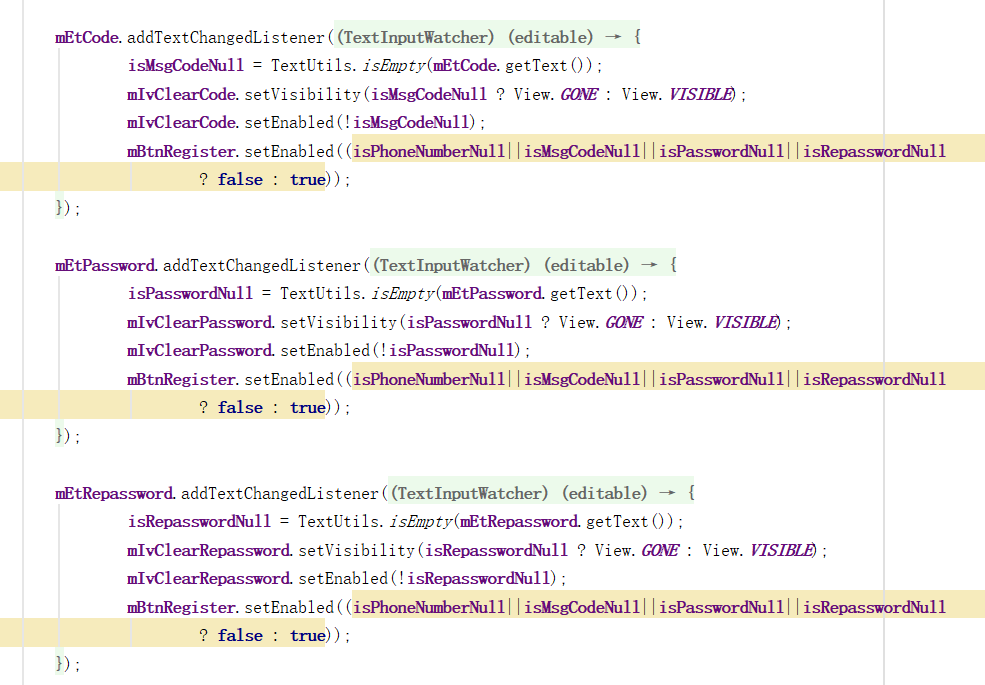 mEtCode.addTextChangedListener((TextInputWatcher) (editable) → {
isMsgCodeNull = TextUtils.isEmpty(mEtCode.getText());
mIvClearCode.setVisibility(isMsgCodeNull ? View.GONE : View.VISIBLE);
mIvClearCode.setEnabled(!isMsgCodeNull);
mBtnRegister.setEnabled((isPhoneNumberNull||isMsgCodeNull||isPasswordNull||isRepasswordNull
? false : true));
});
mEtPassword.addTextChangedListener((TextInputWatcher) (editable) → {
isPasswordNull = TextUtils.isEmpty(mEtPassword.getText());
mIvClearPassword.setVisibility(isPasswordNull ? View.GONE : View.VISIBLE);
mIvClearPassword.setEnabled(!isPasswordNull);
mBtnRegister.setEnabled((isPhoneNumberNull||isMsgCodeNull||isPasswordNull||isRepasswordNull
? false : true));
});
mEtRepassword.addTextChangedListener((TextInputWatcher) (editable) → {
isRepasswordNull = TextUtils.isEmpty(mEtRepassword.getText());
mIvClearRepassword.setVisibility(isRepasswordNull ? View.GONE : View.VISIBLE);
mIvClearRepassword.setEnabled(!isRepasswordNull);
mBtnRegister.setEnabled((isPhoneNumberNull||isMsgCodeNull||isPasswordNull||isRepasswordNull
? false : true));
});